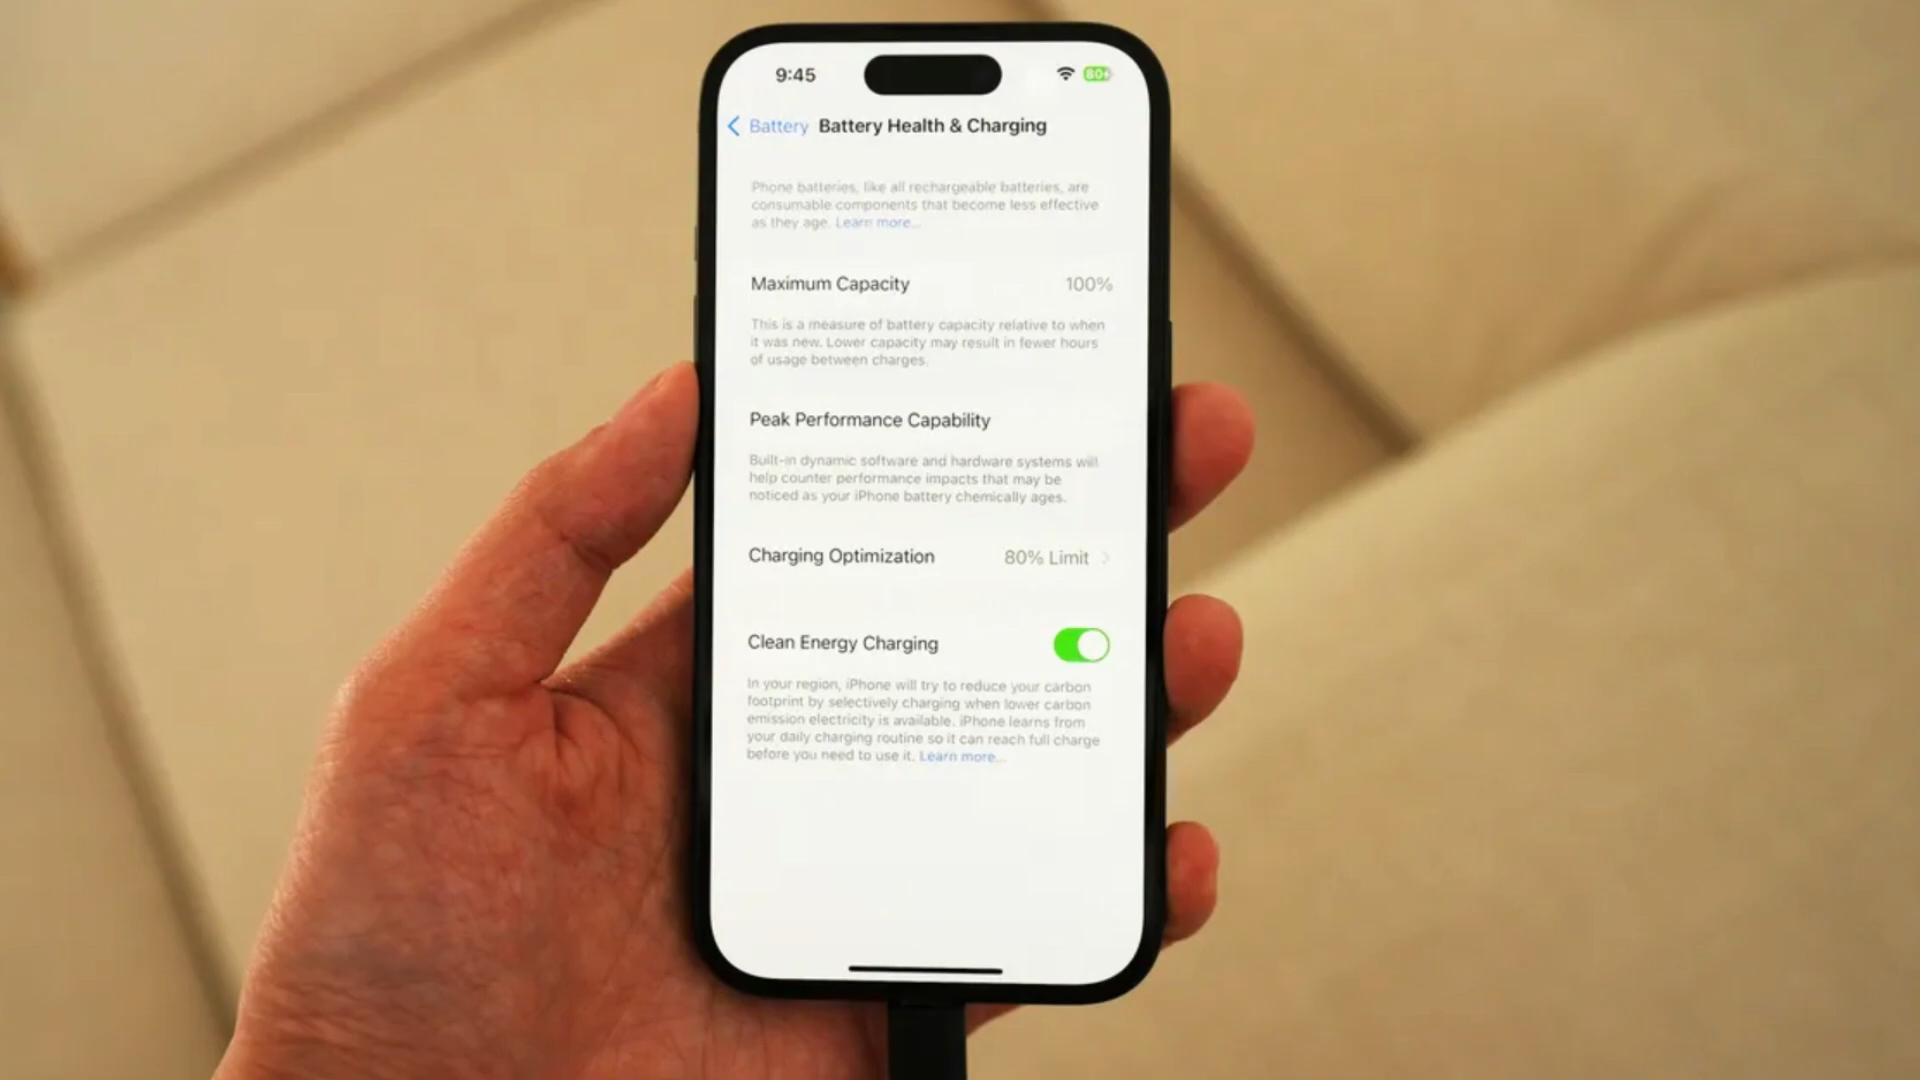 9:45
80
Battery Battery Health & Charging
Phone batteries, like all rechargeable batteries, are
consumable components that become less effective
as they age. Learn more...
Maximum Capacity 100%
This is a measure of battery capacity relative to when
it was new. Lower capacity may result in fewer hours
of usage between charges.
Peak Performance Capability
Built-in dynamic software and hardware systems will
help counter performance impacts that may be
noticed as your iPhone battery chemically ages.
Charging Optimization 80% Limit
Clean Energy Charging
In your region, iPhone will try to reduce your carbon
footprint by selectively charging when lower carbon
emission electricity is available. iPhone learns from
your daily charging routine so it can reach full charge
before you need to use it. Learn more...